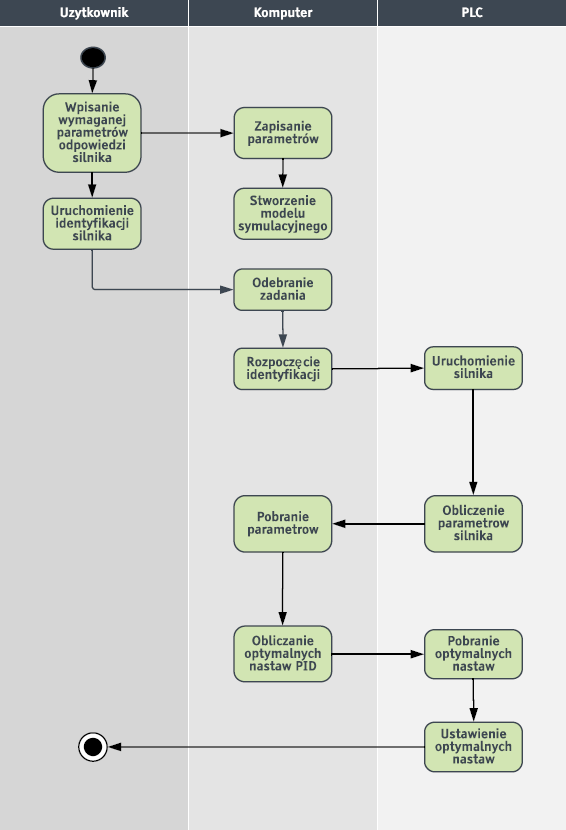 Uzytkownik
Komputer
PLC
Wpisanie
wymaganej
parametrów
odpowiedzi
silnika
Zapisanie
parametrów
Uruchomienie
identyfikacji
silnika
Stworzenie
modelu
symulacyjnego
Odebranie
zadania
Rozpoczęcie
identyfikacji
Uruchomienie
silnika
Obliczenie
parametrow
silnika
Pobranie
parametrow
Obliczanie
optymalnych
nastaw PID
Pobranie
optymalnych
nastaw
Ustawienie
optymalnych
nastaw